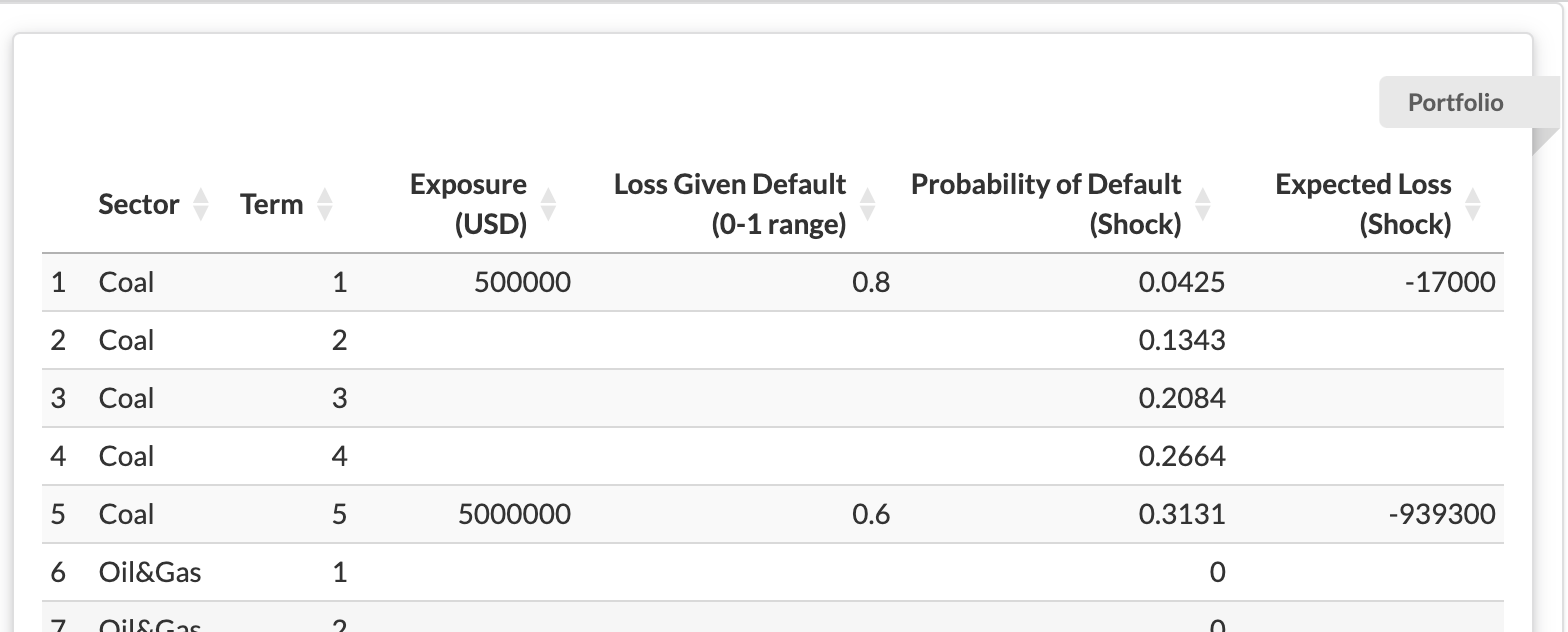 Portfolio
Sector Term Exposure (USD) Loss Given Default (0-1 range) Probability of Default (Shock) Expected Loss (Shock)
1 Coal 1 500000 0.8 0.0425 -17000
2 Coal 2 0.1343
3 Coal 3 0.2084
4 Coal 4 0.2664
5 Coal 5 5000000 0.6 0.3131 -939300
6 Oil&Gas 1 0
7 Oil&Gas 2 0